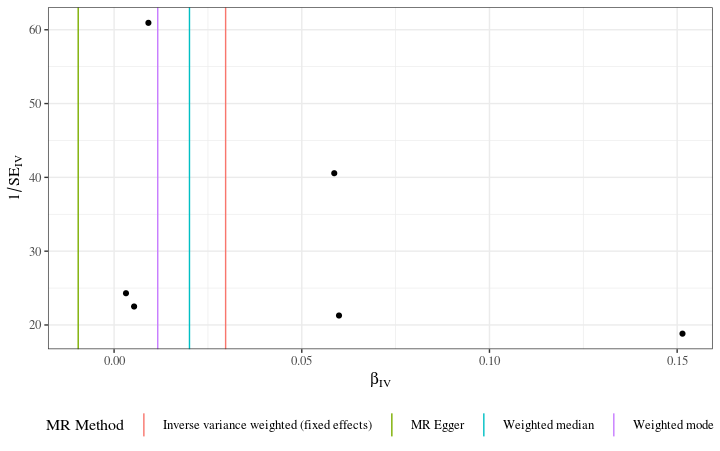 60
50
40
30
20
1/SE_IV
0.00 0.05 0.10 0.15
β_IV
MR Method Inverse variance weighted (fixed effects) MR Egger Weighted median Weighted mode